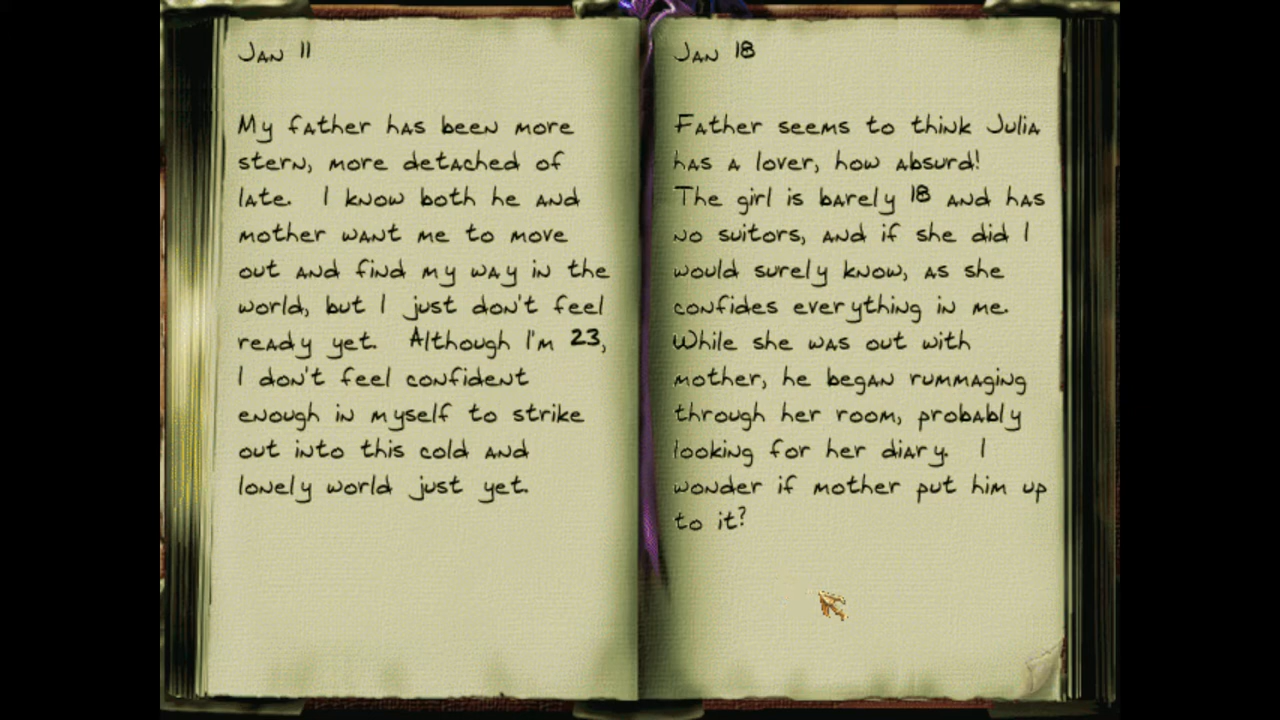 Jan 11
My father has been more
stern, more detached of
late. I know both he and
mother want me to move
out and find my way in the
world, but I just don't feel
ready yet. Although I'm 23,
I don't feel confident
enough in myself to strike
out into this cold and
lonely world just yet.
Jan 18
Father seems to think Julia
has a lover, how absurd!
The girl is barely 18 and has
no suitors, and if she did I
would surely know, as she
confides everything in me.
While she was out with
mother, he began rummaging
through her room, probably
looking for her diary. I
wonder if mother put him up
to it?